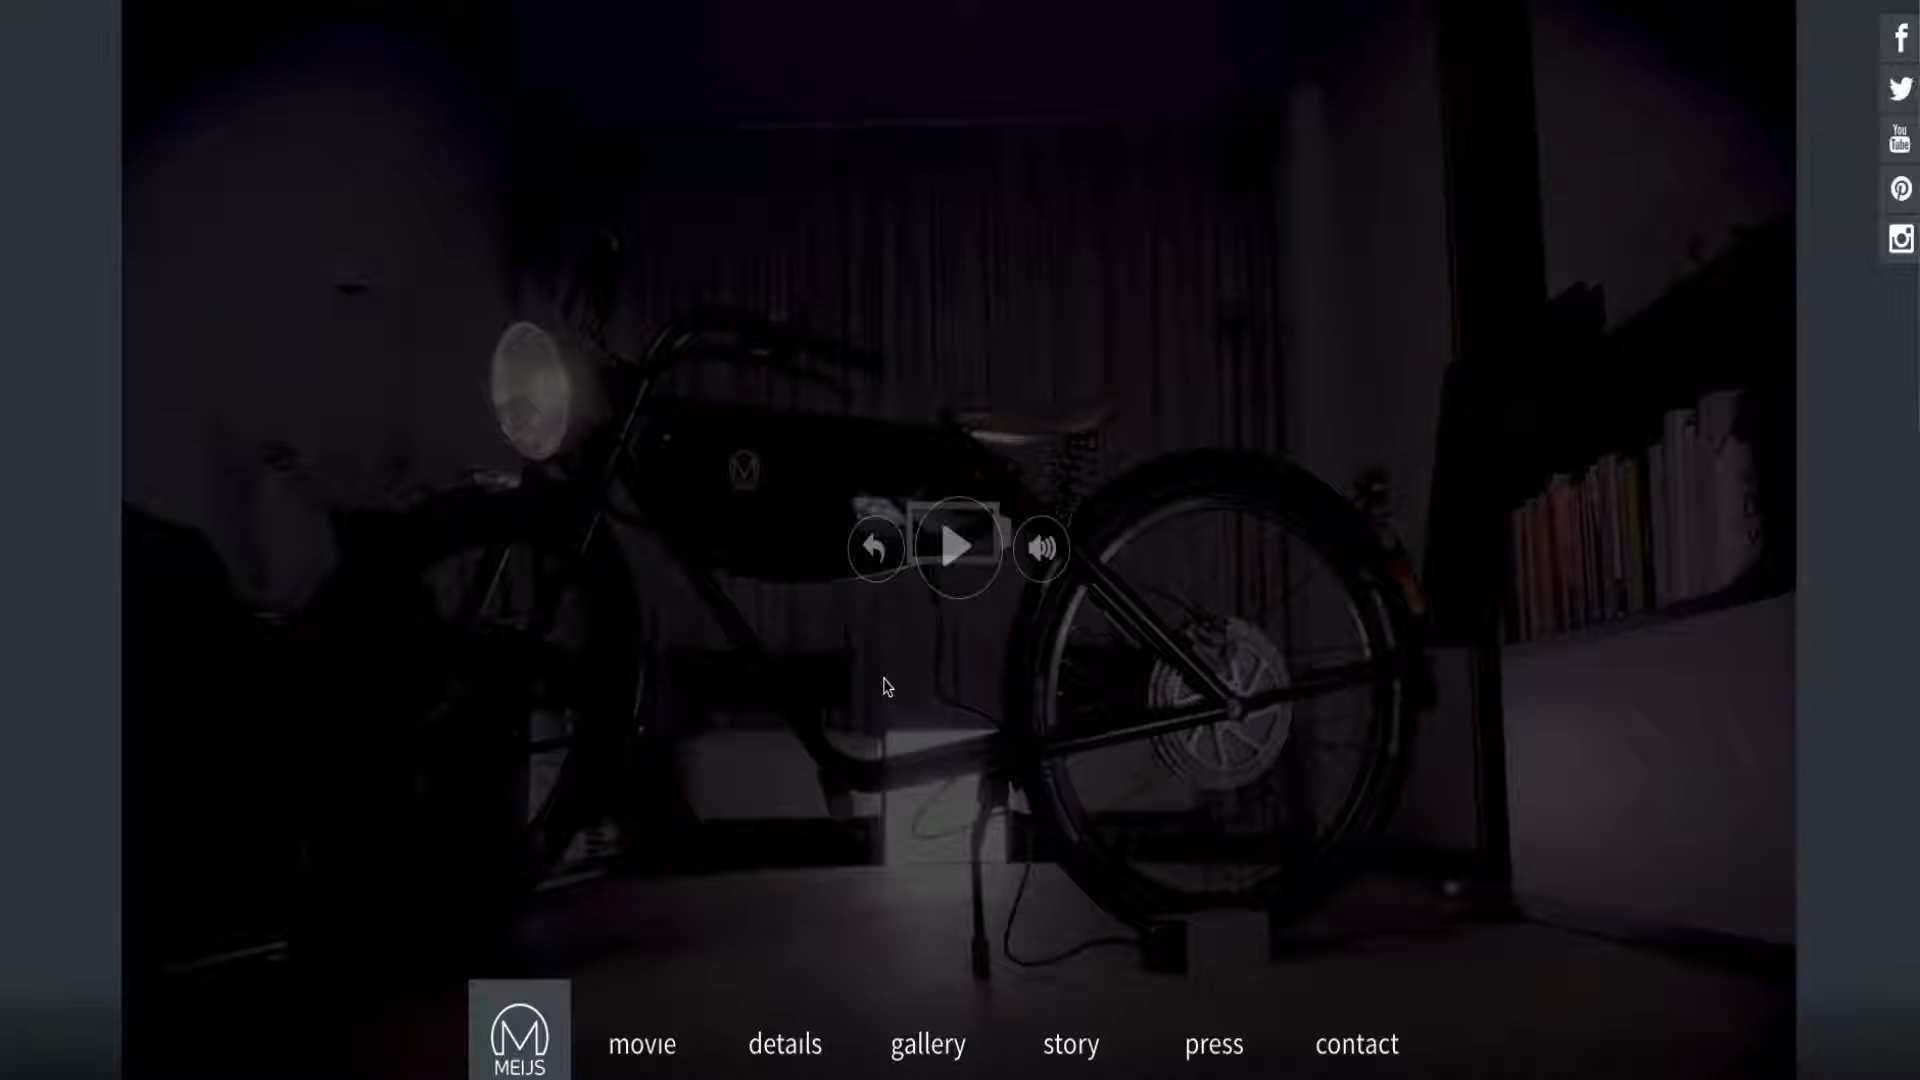 You
Tube
M
M
MEIJS
movie
details
gallery
story
press
contact